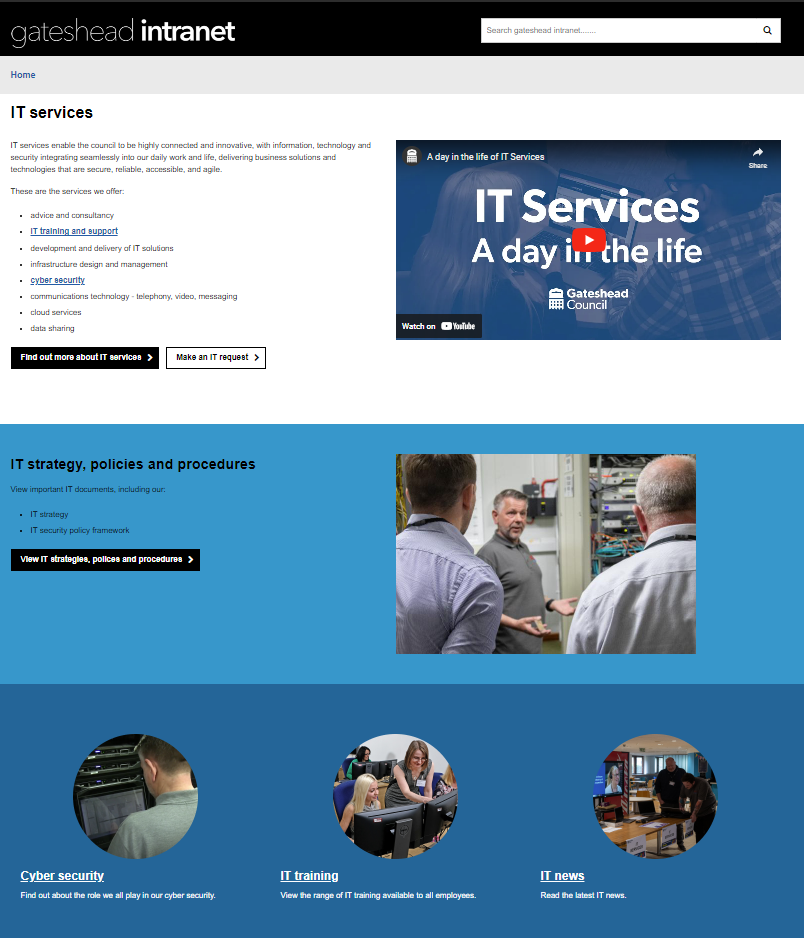 gateshead intranet
Search gateshead intranet.......
Home
IT services
IT services enable the council to be highly connected and innovative, with information, technology and
security integrating seamlessly into our daily work and life, delivering business solutions and
technologies that are secure, reliable, accessible, and agile.
These are the services we offer:
advice and consultancy
IT training and support
development and delivery of IT solutions
infrastructure design and management
cyber security
communications technology - telephony, video, messaging
cloud services
data sharing
Find out more about IT services
Make an IT request
A day in the life of IT Services
Share
IT Services
A day in the life
Gateshead
Council
Watch on YouTube
IT strategy, policies and procedures
View important IT documents, including our:
IT strategy
IT security policy framework
View IT strategies, polices and procedures
Cyber security
Find out about the role we all play in our cyber security.
IT training
View the range of IT training available to all employees.
IT news
Read the latest IT news.